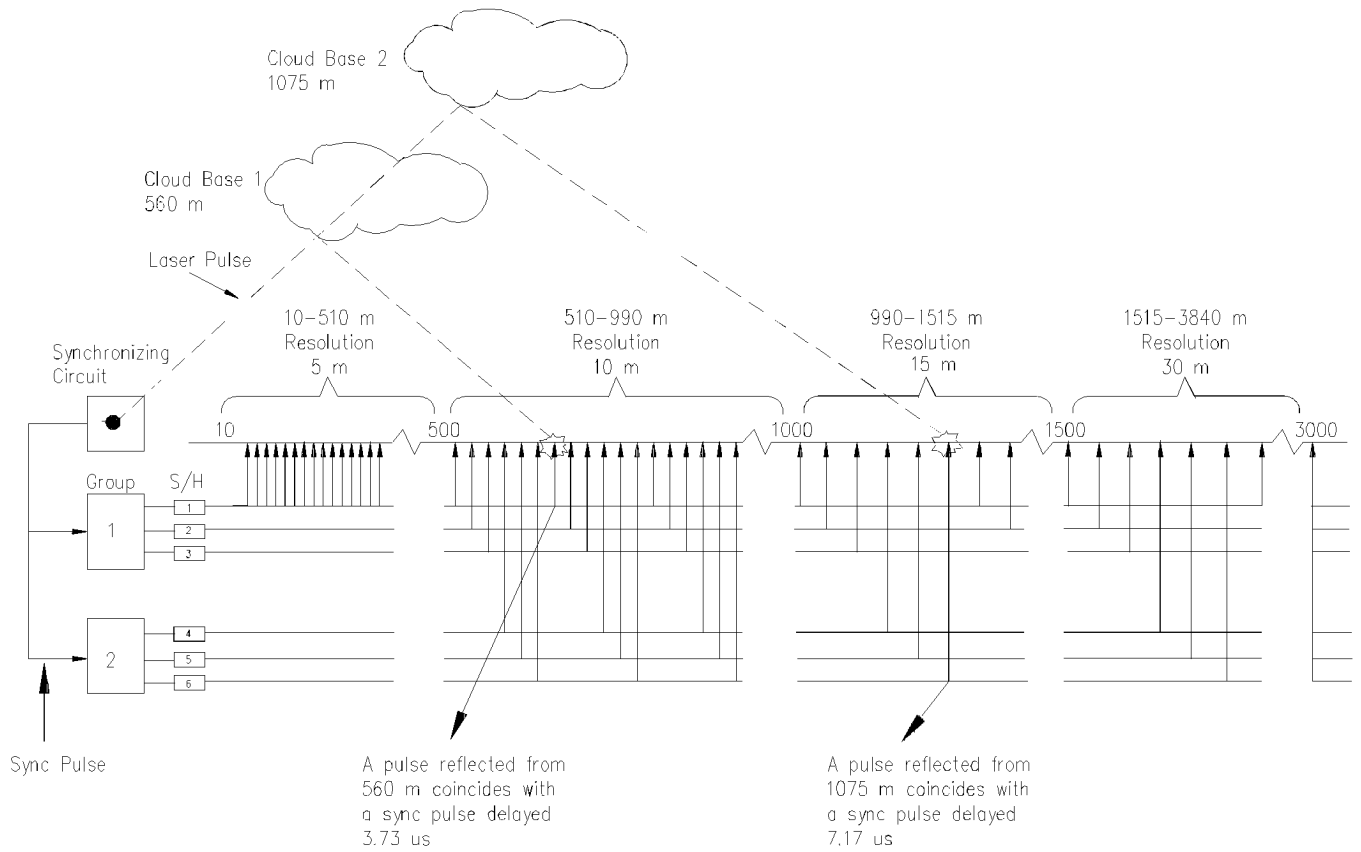 Cloud Base 2
1075 m
Cloud Base 1
560 m
Laser Pulse
10-510 m
Resolution
5 m
510-990 m
Resolution
10 m
990-1515 m
Resolution
15 m
1515-3840 m
Resolution
30 m
Synchronizing
Circuit
10
500
1000
1500
3000
Group
S/H
1
1
2
3
2
4
5
6
Sync Pulse
A pulse reflected from
560 m coincides with
a sync pulse delayed
3.73 us
A pulse reflected from
1075 m coincides with
a sync pulse delayed
7.17 us